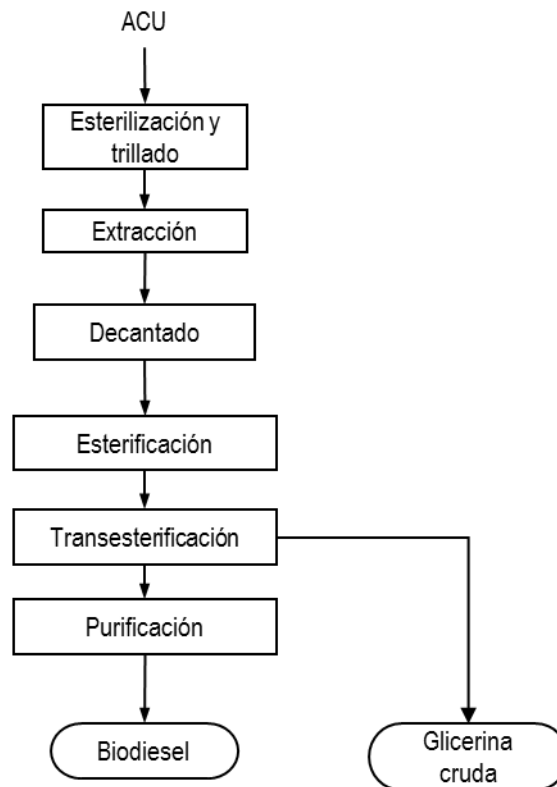 ACU
Esterilización y
trillado
Extracción
Decantado
Esterificación
Transesterificación
Purificación
Biodiesel
Glicerina
cruda